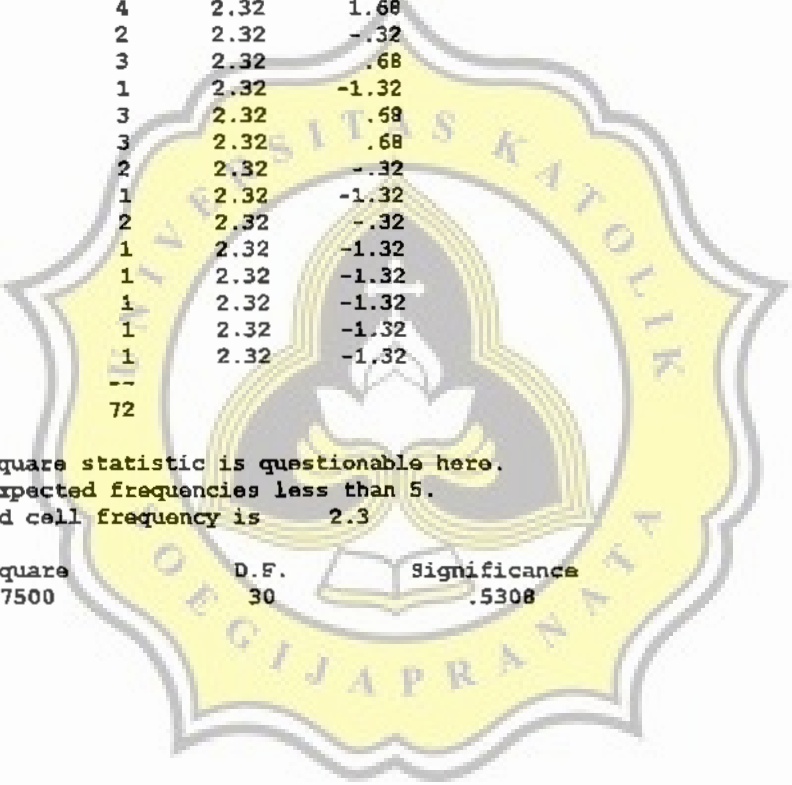 4 2.32 1.68
2 2.32 -.32
3 2.32 .68
1 2.32 -1.32
3 2.32 .68
3 2.32 .68
2 2.32 -.32
1 2.32 -1.32
2 2.32 -.32
1 2.32 -1.32
1 2.32 -1.32
1 2.32 -1.32
1 2.32 -1.32
1 2.32 -1.32
--
72
quare statistic is questionable here.
xpected frequencies less than 5.
d cell frequency is 2.3
quare D.F. Significance
7500 30 .5308
UNIVERSITAS KATOLIK
OEGIJAPRANATA